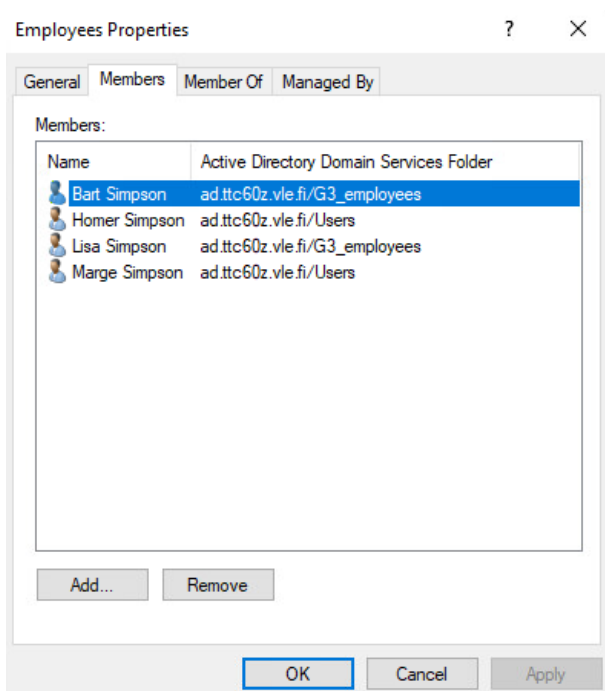 Employees Properties ? ×
General Members Member Of Managed By
Members:
Name Active Directory Domain Services Folder
Bart Simpson ad.ttc60z.vle.fi/G3_employees
Homer Simpson ad.ttc60z.vle.fi/Users
Lisa Simpson ad.ttc60z.vle.fi/G3_employees
Marge Simpson ad.ttc60z.vle.fi/Users
Add... Remove
OK Cancel Apply